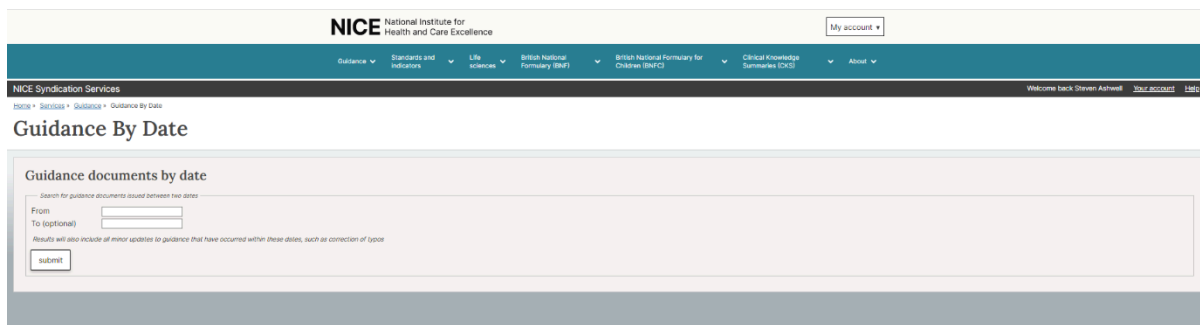 NICE National Institute for
Health and Care Excellence
My account ▾
Guidance
Standards and
indicators
Life
sciences
British National
Formulary (BNF)
British National Formulary for
Children (BNFC)
Clinical Knowledge
Summaries (CKS)
About
NICE Syndication Services
Welcome back Steven Ashwell Your account Help
Home » Services » Guidance » Guidance By Date
Guidance By Date
Guidance documents by date
Search for guidance documents issued between two dates
From
To (optional)
Results will also include all minor updates to guidance that have occurred within these dates, such as correction of typos
submit